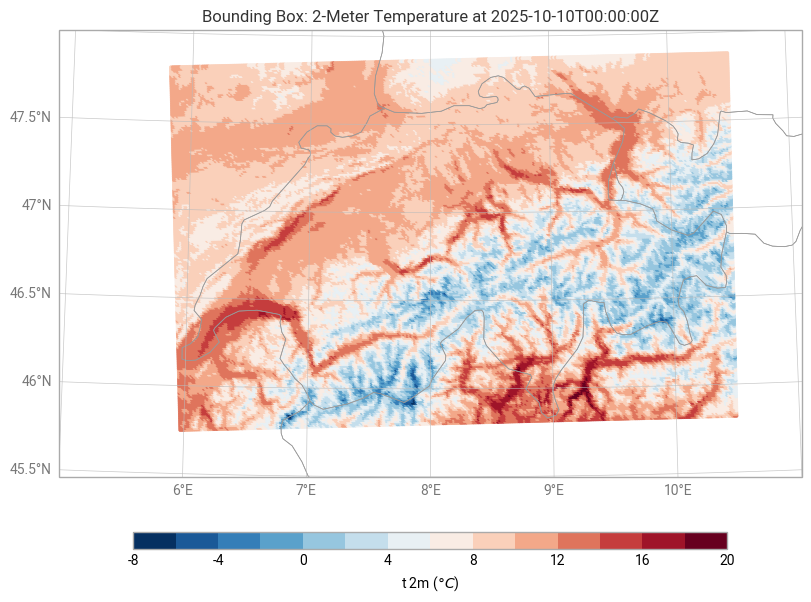 Bounding Box: 2-Meter Temperature at 2025-10-10T00:00:00Z
47.5°N
47°N
46.5°N
46°N
45.5°N
6°E 7°E 8°E 9°E 10°E
-8 -4 0 4 8 12 16 20
t2m (°C)